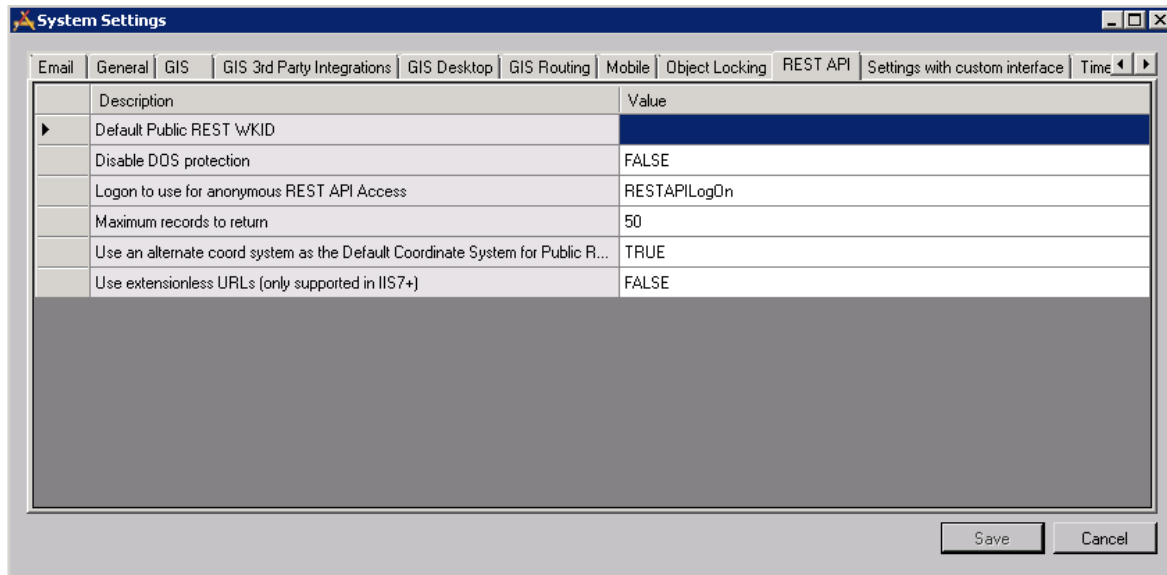 System Settings
Email General GIS GIS 3rd Party Integrations GIS Desktop GIS Routing Mobile Object Locking REST API Settings with custom interface Time
Description Value
Default Public REST WKID
Disable DOS protection FALSE
Logon to use for anonymous REST API Access RESTAPILogOn
Maximum records to return 50
Use an alternate coord system as the Default Coordinate System for Public R... TRUE
Use extensionless URLs (only supported in IIS7+) FALSE
Save Cancel